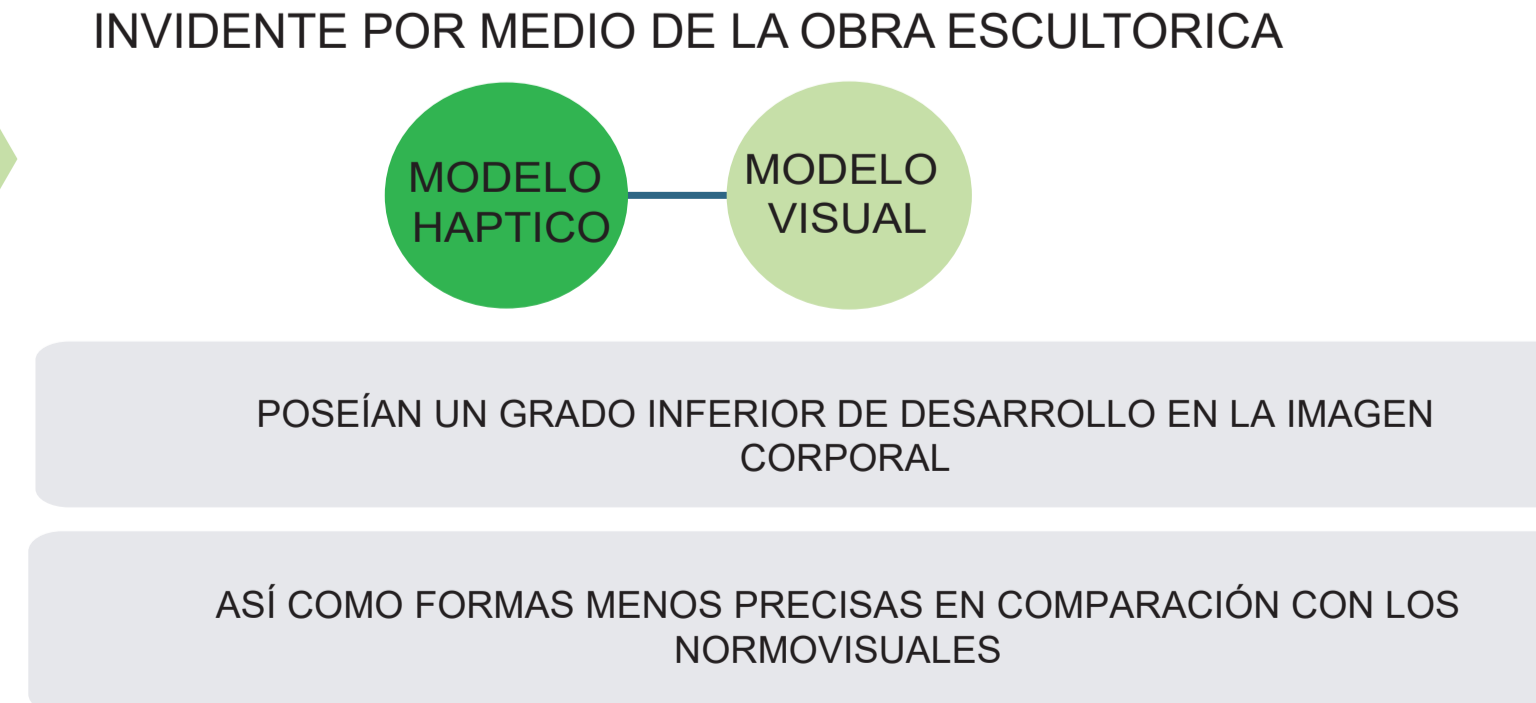 INVIDENTE POR MEDIO DE LA OBRA ESCULTORICA
MODELO
HAPTICO
MODELO
VISUAL
POSEÍAN UN GRADO INFERIOR DE DESARROLLO EN LA IMAGEN
CORPORAL
ASÍ COMO FORMAS MENOS PRECISAS EN COMPARACIÓN CON LOS
NORMOVISUALES